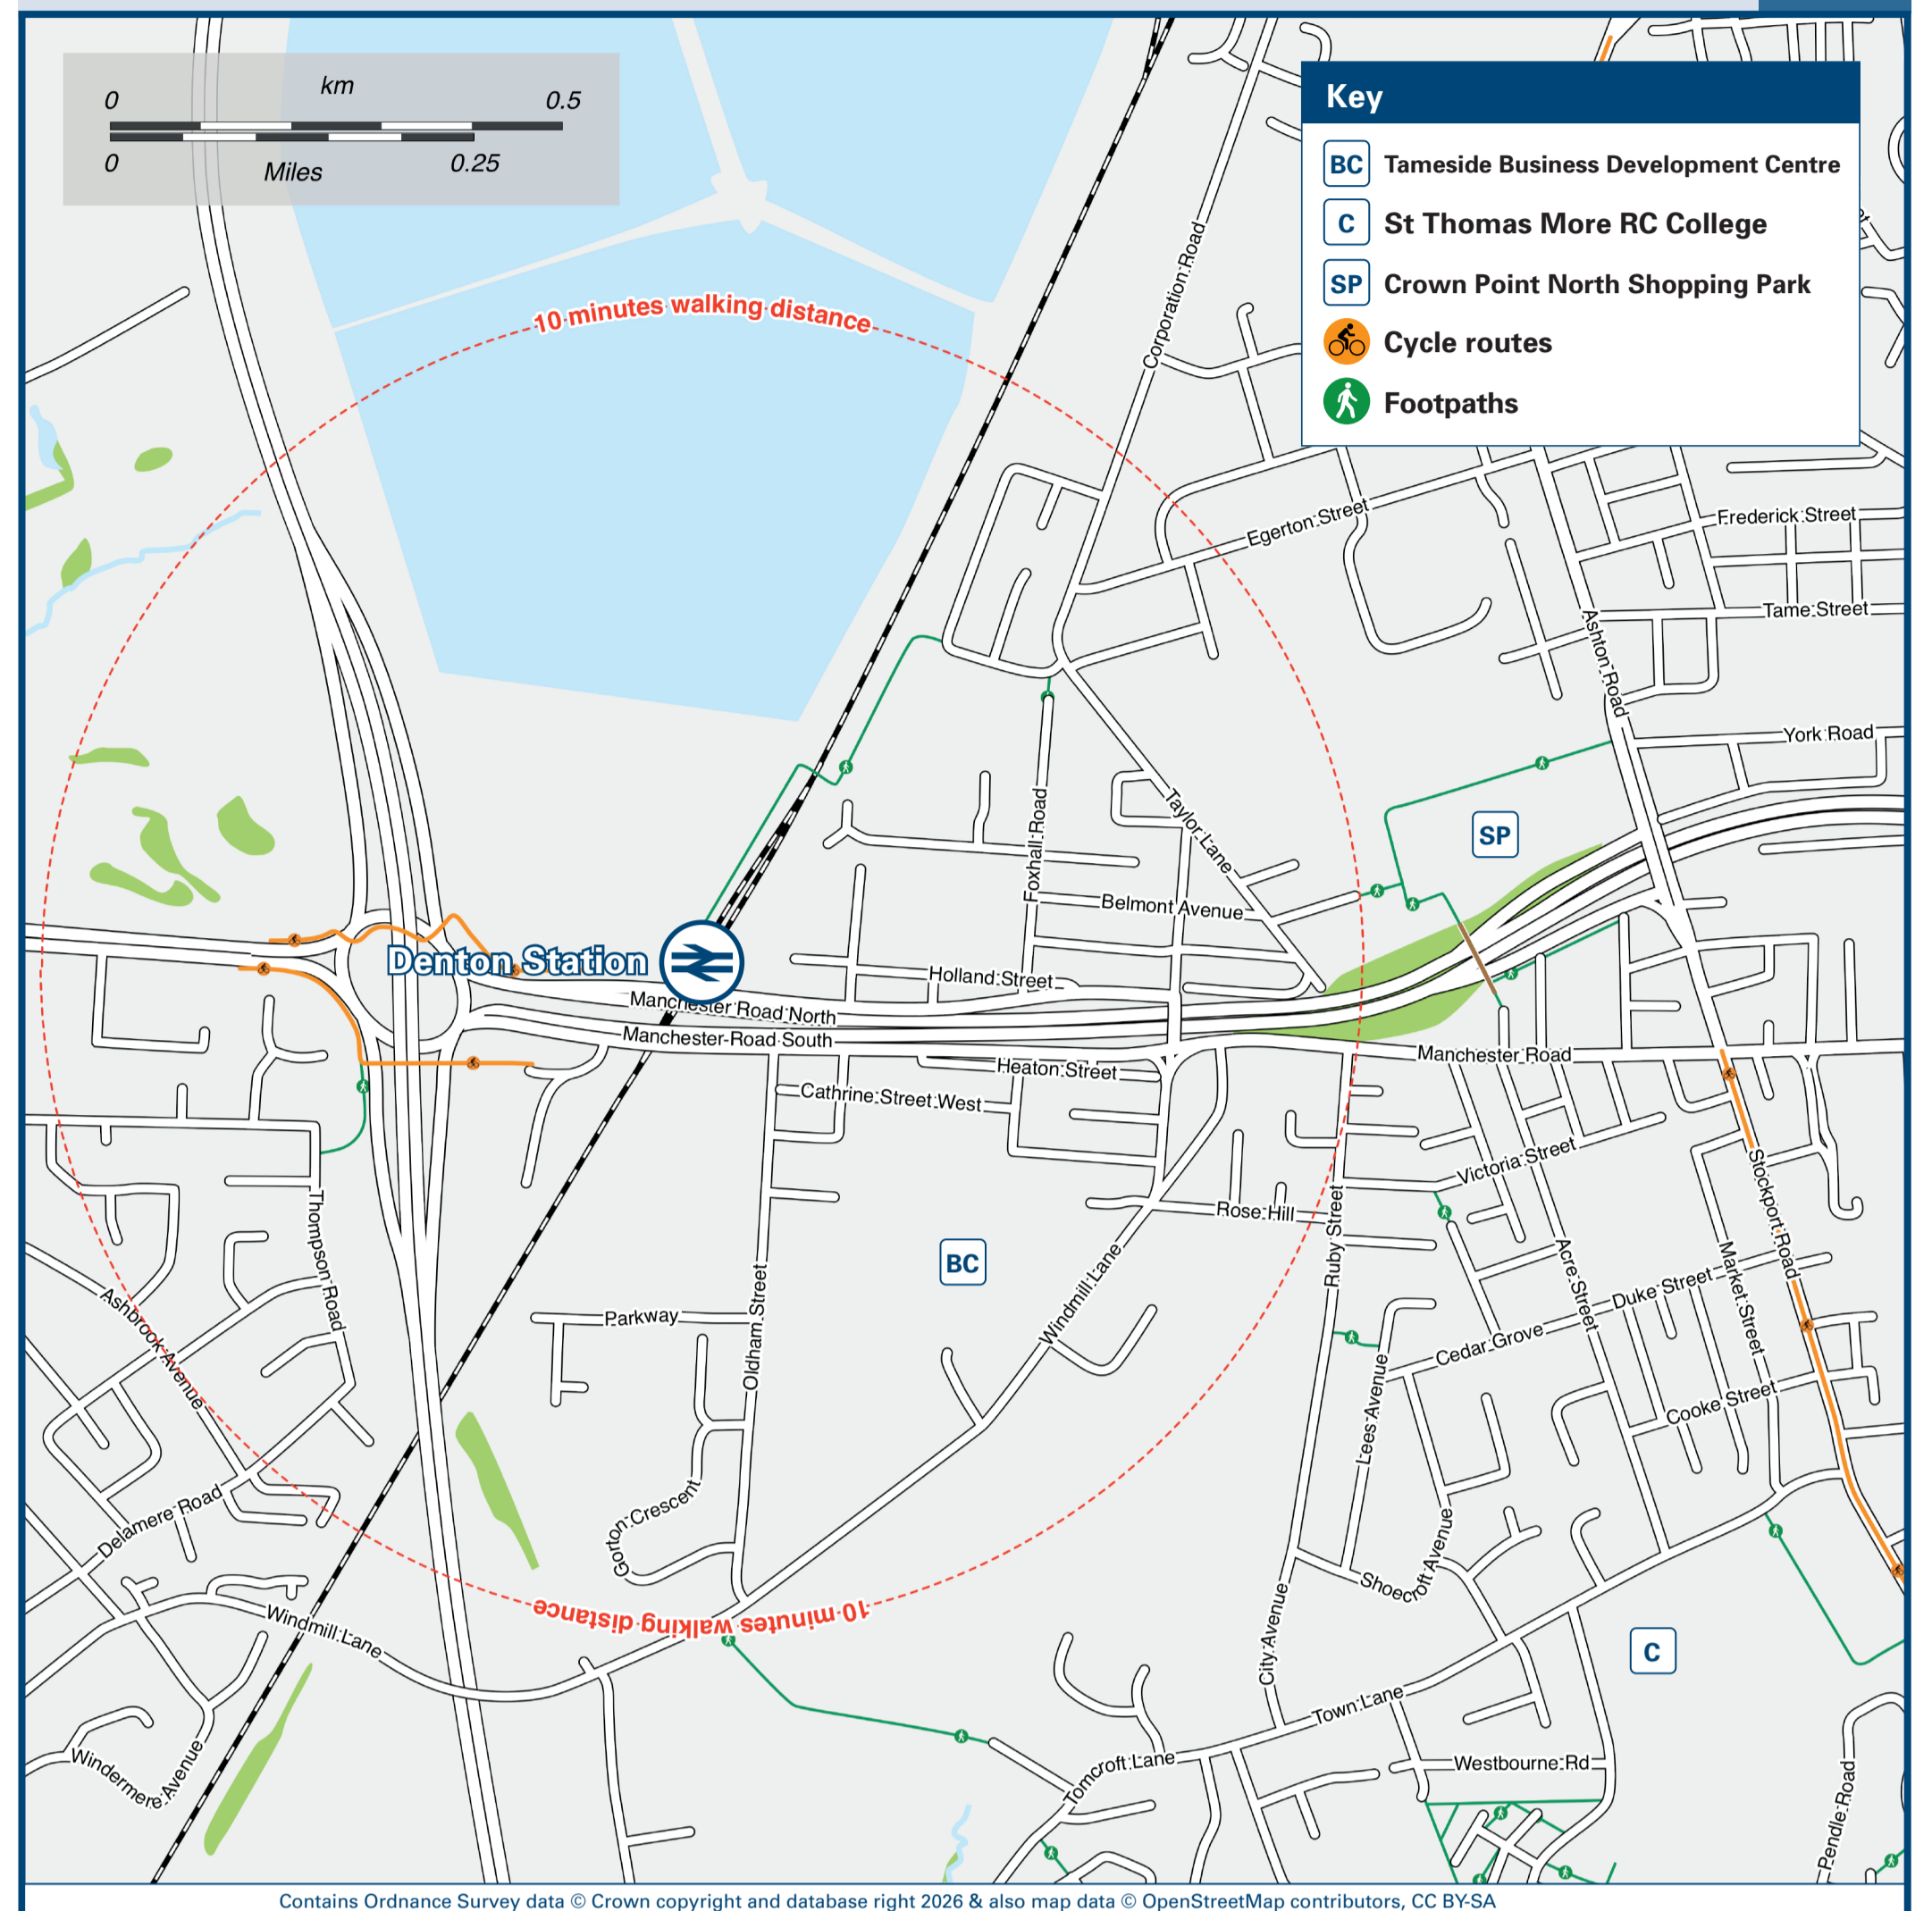 km
0
0.5
0
Miles
0.25
Key
BC Tameside Business Development Centre
C St Thomas More RC College
SP Crown Point North Shopping Park
Cycle routes
Footpaths
10 minutes walking distance
Corporation Road
Egerton Street
Frederick Street
Tame Street
Ashton Road
York Road
SP
Taylor Lane
Foxhall Road
Belmont Avenue
Denton Station
Holland Street
Manchester Road North
Manchester Road South
Manchester Road
Heaton Street
Cathrine Street West
Victoria Street
Stockport Road
Thompson Road
Rose Hill
Ruby Street
BC
Windmill Lane
Acre Street
Market Street
Duke Street
Cedar Grove
Parkway
Oldham Street
Ashbrook Avenue
Lees Avenue
Cooke Street
Delamere Road
Gorton Crescent
Shoecroft Avenue
10 minutes walking distance
Windmill Lane
City Avenue
C
Town Lane
Tomcroft Lane
Westbourne Rd
Windermere Avenue
Pendle Road
Contains Ordnance Survey data © Crown copyright and database right 2026 & also map data © OpenStreetMap contributors, CC BY-SA